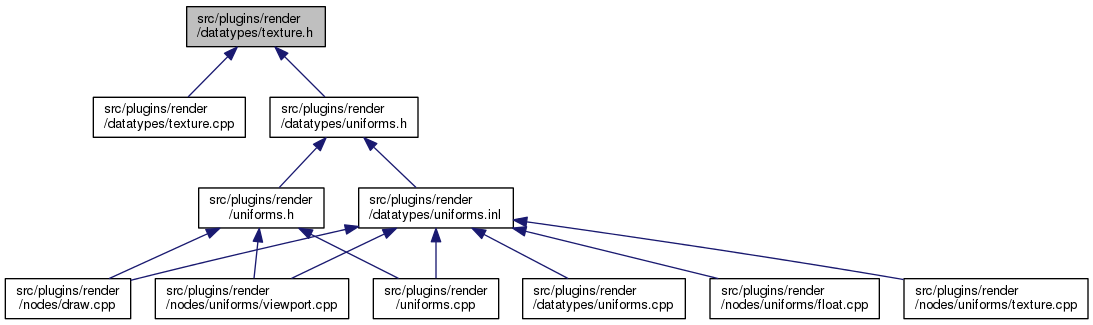 src/plugins/render
/datatypes/texture.h
src/plugins/render
/datatypes/texture.cpp
src/plugins/render
/datatypes/uniforms.h
src/plugins/render
/uniforms.h
src/plugins/render
/datatypes/uniforms.inl
src/plugins/render
/nodes/draw.cpp
src/plugins/render
/nodes/uniforms/viewport.cpp
src/plugins/render
/uniforms.cpp
src/plugins/render
/datatypes/uniforms.cpp
src/plugins/render
/nodes/uniforms/float.cpp
src/plugins/render
/nodes/uniforms/texture.cpp